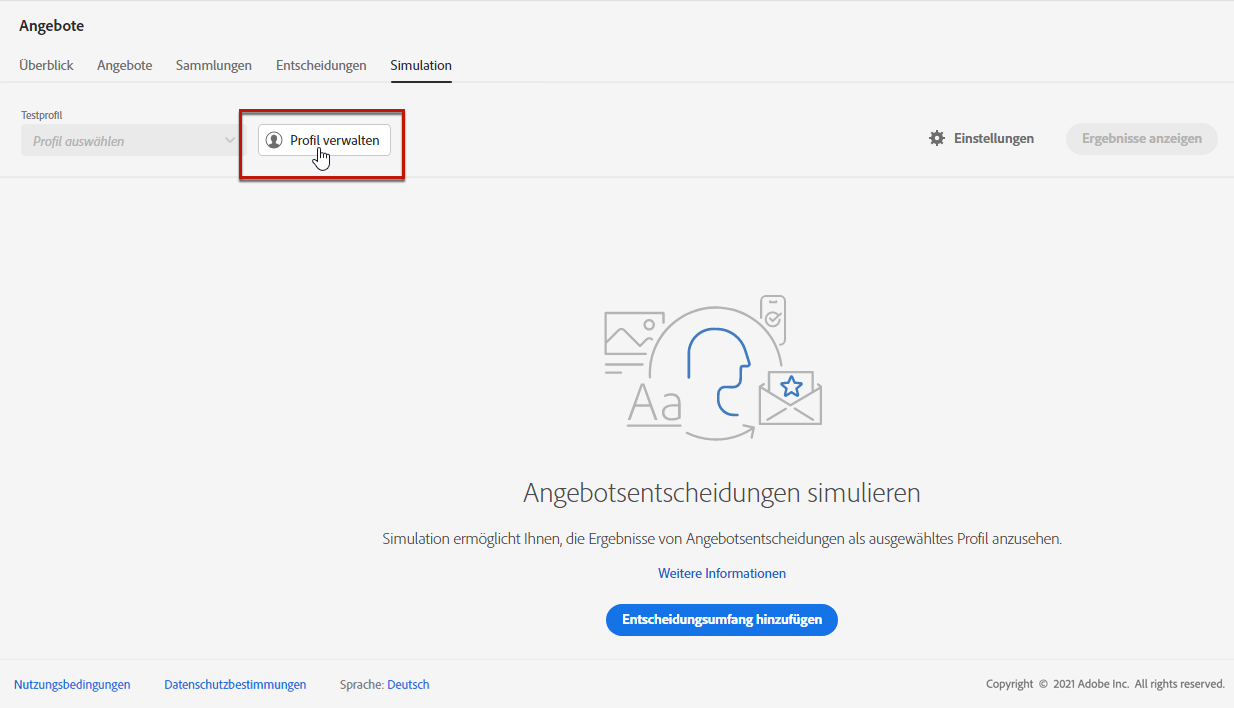 Angebote
Überblick Angebote Sammlungen Entscheidungen Simulation
Testprofil
Profil auswählen
Profil verwalten
Einstellungen
Ergebnisse anzeigen
Aa
Angebotsentscheidungen simulieren
Simulation ermöglicht Ihnen, die Ergebnisse von Angebotsentscheidungen als ausgewähltes Profil anzusehen.
Weitere Informationen
Entscheidungsumfang hinzufügen
Nutzungsbedingungen Datenschutzbestimmungen Sprache: Deutsch Copyright © 2021 Adobe Inc. All rights reserved.